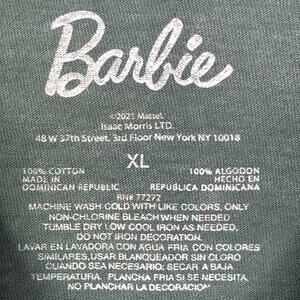 Barbie
©2023 Mattel.
Isaac Morris LTD.
48 W 37th Street, 3rd Floor New York NY 10018
XL
100% COTTON 100% ALGODON
MADE IN HECHO EN
DOMINICAN REPUBLIC REPUBLICA DOMINICANA
RN# 77272
MACHINE WASH COLD WITH LIKE COLORS, ONLY
NON-CHLORINE BLEACH WHEN NEEDED
TUMBLE DRY LOW COOL IRON AS NEEDED,
DO NOT IRON DECORATION.
LAVAR EN LAVADORA CON AGUA FRIA CON COLORES
SIMILARES, USAR BLANQUEADOR SIN CLORO
CUANDO SEA NECESARIO; SECAR A BAJA
TEMPERATURA. PLANCHA FRIA SI SE NECESITA.
NO PLANCHAR LA DECORACION